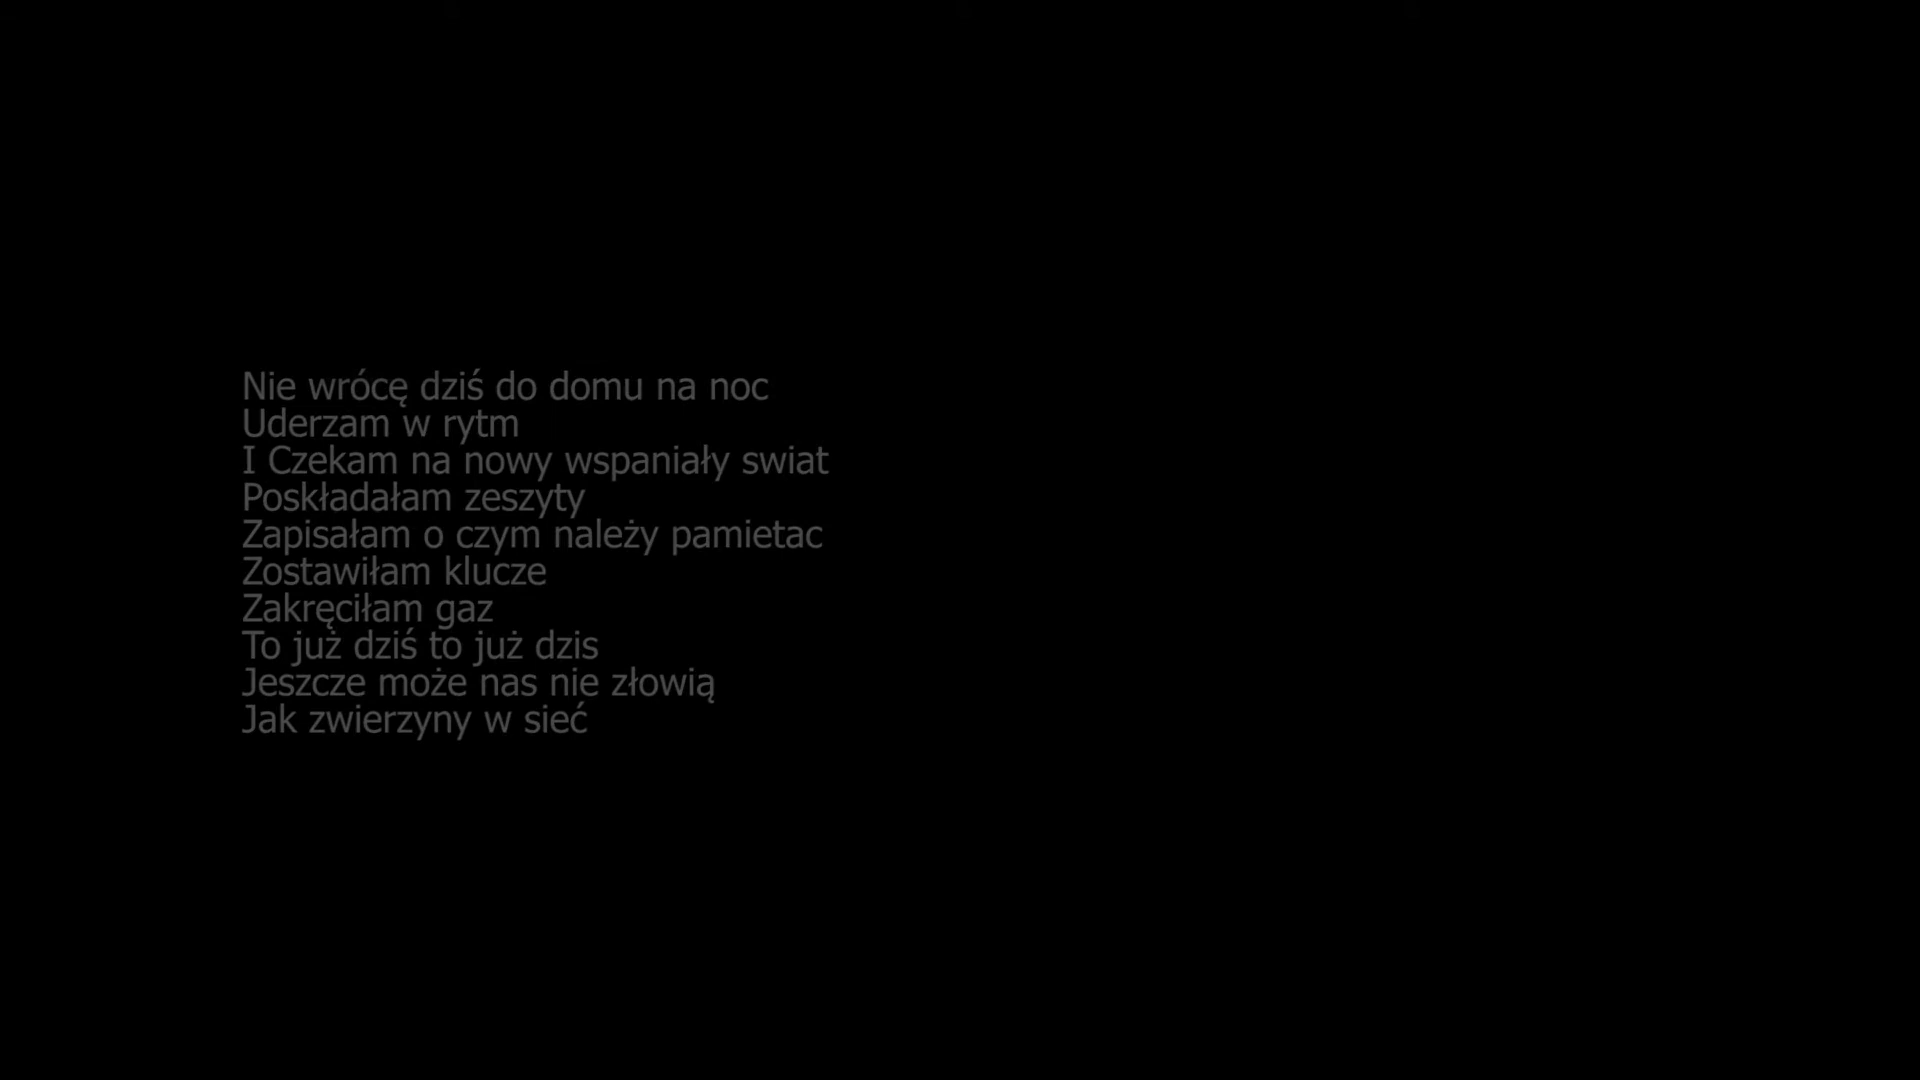 Nie wrócę dziś do domu na noc
Uderzam w rytm
I Czekam na nowy wspaniały swiat
Poskładałam zeszyty
Zapisałam o czym należy pamietac
Zostawiłam klucze
Zakręciłam gaz
To już dziś to już dzis
Jeszcze może nas nie złowią
Jak zwierzyny w sieć